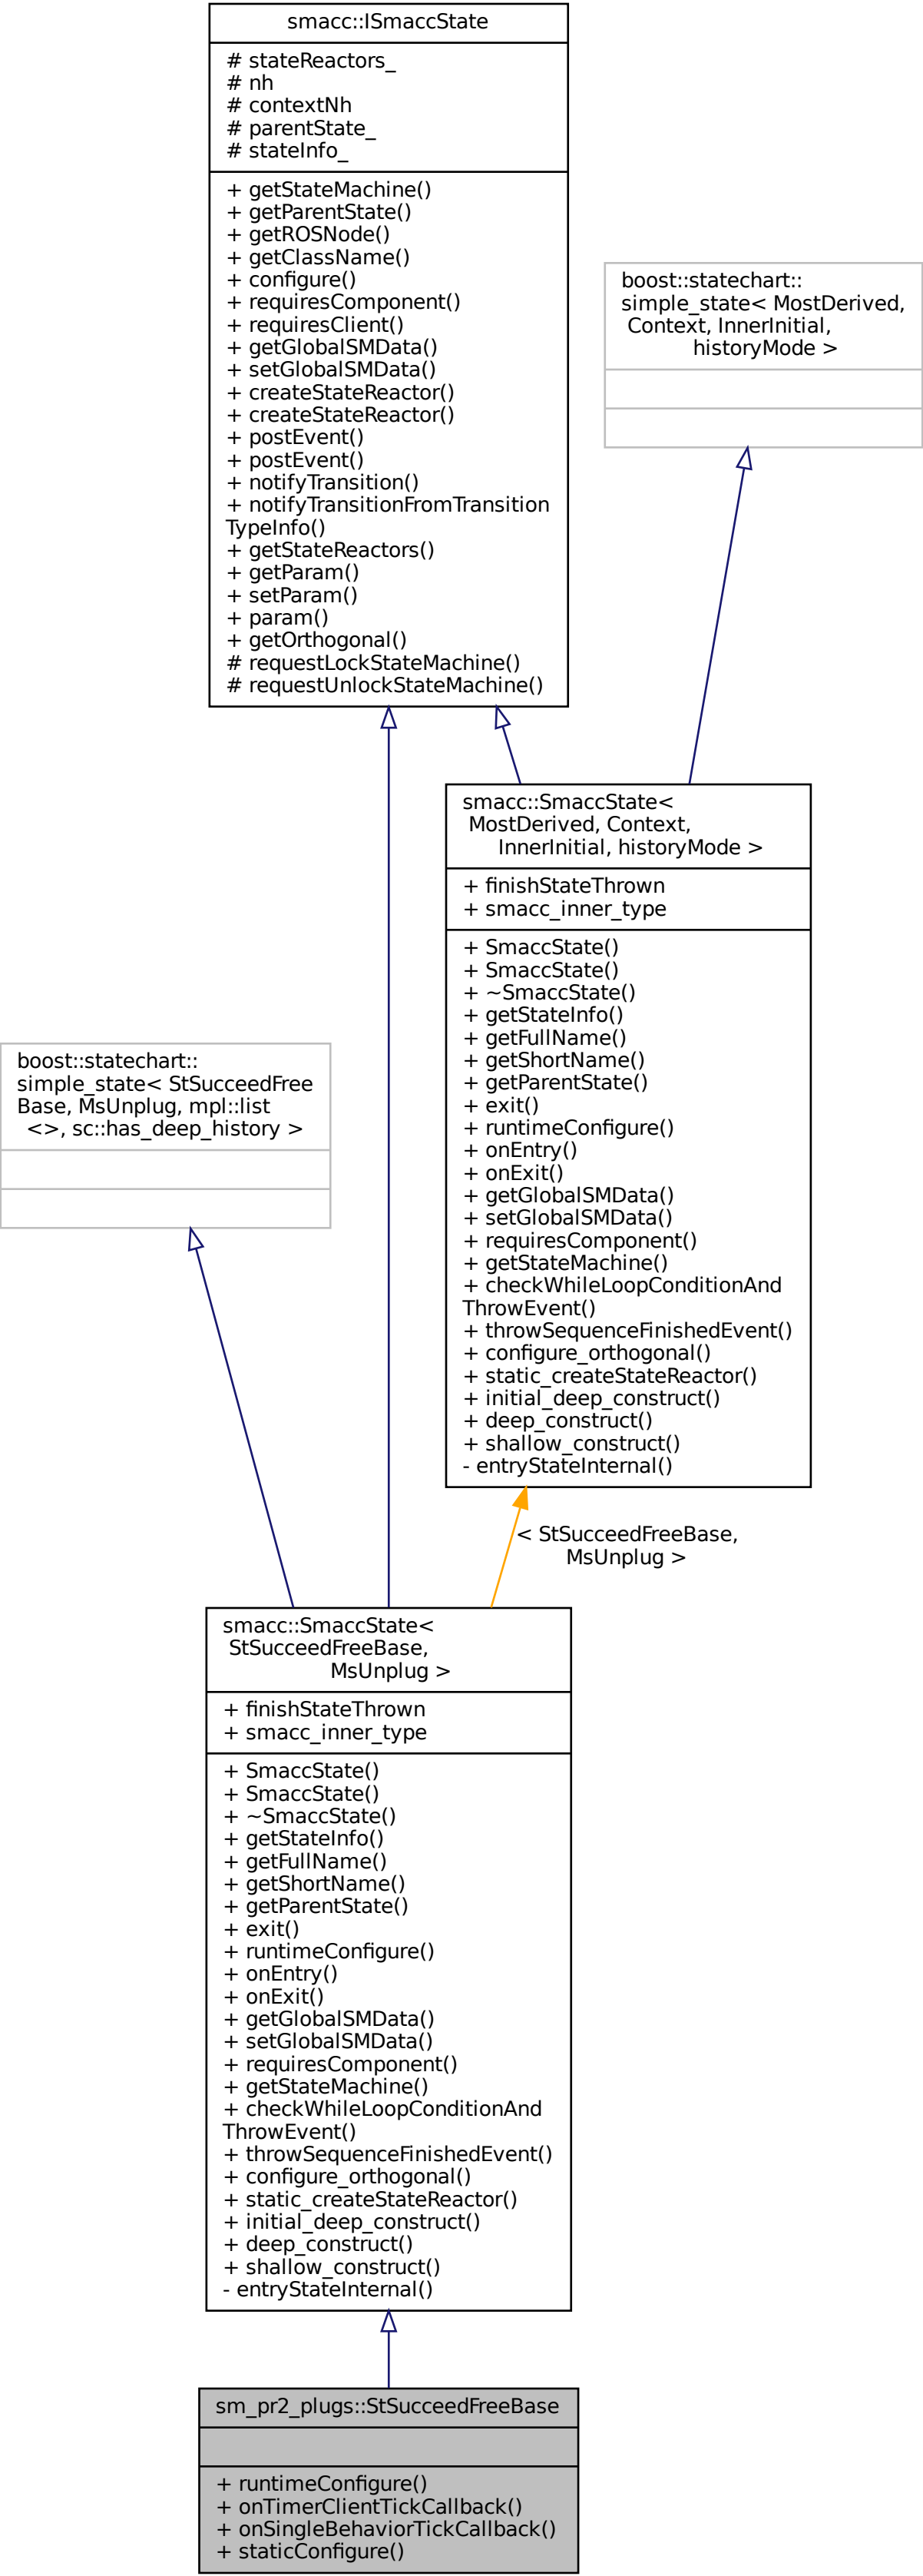 smacc::ISmaccState
# stateReactors_
# nh
# contextNh
# parentState_
# stateInfo_
+ getStateMachine()
+ getParentState()
+ getROSNode()
+ getClassName()
+ configure()
+ requiresComponent()
+ requiresClient()
+ getGlobalSMData()
+ setGlobalSMData()
+ createStateReactor()
+ createStateReactor()
+ postEvent()
+ postEvent()
+ notifyTransition()
+ notifyTransitionFromTransition
TypeInfo()
+ getStateReactors()
+ getParam()
+ setParam()
+ param()
+ getOrthogonal()
# requestLockStateMachine()
# requestUnlockStateMachine()
boost::statechart::
simple_state< MostDerived,
Context, InnerInitial,
historyMode >
smacc::SmaccState<
MostDerived, Context,
InnerInitial, historyMode >
+ finishStateThrown
+ smacc_inner_type
+ SmaccState()
+ SmaccState()
+ ~SmaccState()
+ getStateInfo()
+ getFullName()
+ getShortName()
+ getParentState()
+ exit()
+ runtimeConfigure()
+ onEntry()
+ onExit()
+ getGlobalSMData()
+ setGlobalSMData()
+ requiresComponent()
+ getStateMachine()
+ checkWhileLoopConditionAnd
ThrowEvent()
+ throwSequenceFinishedEvent()
+ configure_orthogonal()
+ static_createStateReactor()
+ initial_deep_construct()
+ deep_construct()
+ shallow_construct()
- entryStateInternal()
boost::statechart::
simple_state< StSucceedFree
Base, MsUnplug, mpl::list
<>, sc::has_deep_history >
< StSucceedFreeBase,
MsUnplug >
smacc::SmaccState<
StSucceedFreeBase,
MsUnplug >
+ finishStateThrown
+ smacc_inner_type
+ SmaccState()
+ SmaccState()
+ ~SmaccState()
+ getStateInfo()
+ getFullName()
+ getShortName()
+ getParentState()
+ exit()
+ runtimeConfigure()
+ onEntry()
+ onExit()
+ getGlobalSMData()
+ setGlobalSMData()
+ requiresComponent()
+ getStateMachine()
+ checkWhileLoopConditionAnd
ThrowEvent()
+ throwSequenceFinishedEvent()
+ configure_orthogonal()
+ static_createStateReactor()
+ initial_deep_construct()
+ deep_construct()
+ shallow_construct()
- entryStateInternal()
sm_pr2_plugs::StSucceedFreeBase
+ runtimeConfigure()
+ onTimerClientTickCallback()
+ onSingleBehaviorTickCallback()
+ staticConfigure()